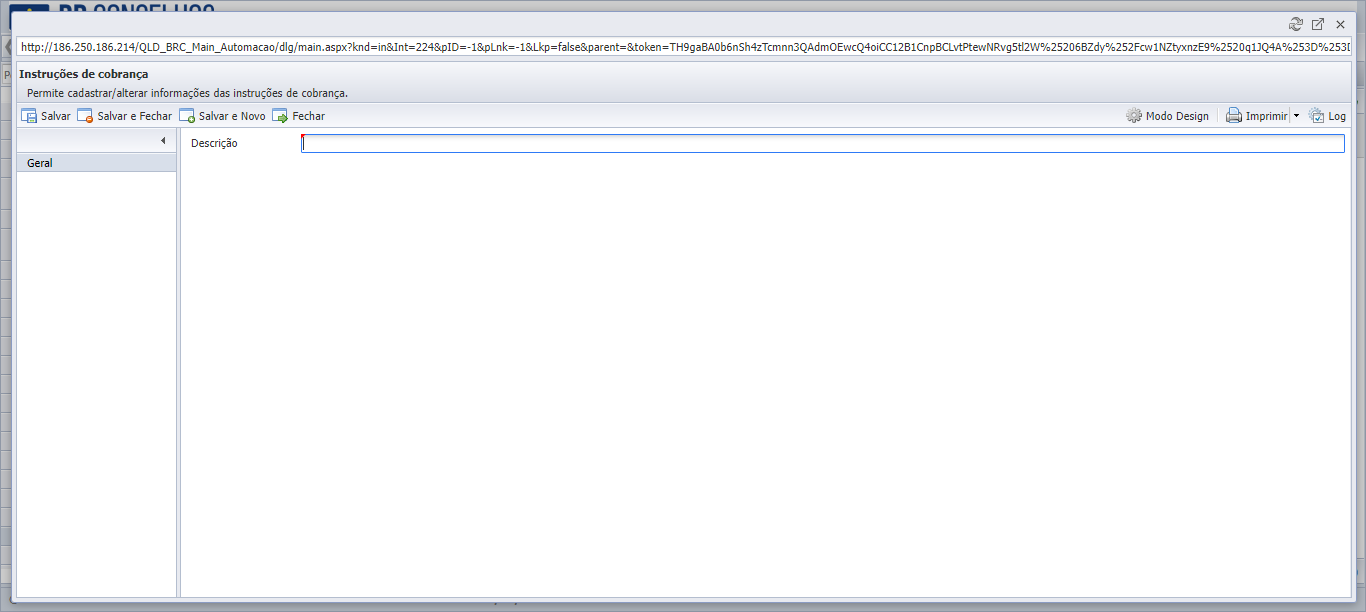 http://186.250.186.214/QLD_BRC_Main_Automacao/dlg/main.aspx?knd=in&Int=224&pID=-1&pLnk=-1&Lkp=false&parent=&token=TH9gaBA0b6nSh4zTcmnn3QAdmOEwcQ4oiCC12B1CnpBCLvtPtewNRvg5tl2W%25206BZdy%252Fcw1NZtyxnzE9%2520q1JQ4A%253D%253D
Instruções de cobrança
Permite cadastrar/alterar informações das instruções de cobrança.
Salvar Salvar e Fechar Salvar e Novo Fechar Modo Design Imprimir Log
Descrição
Geral